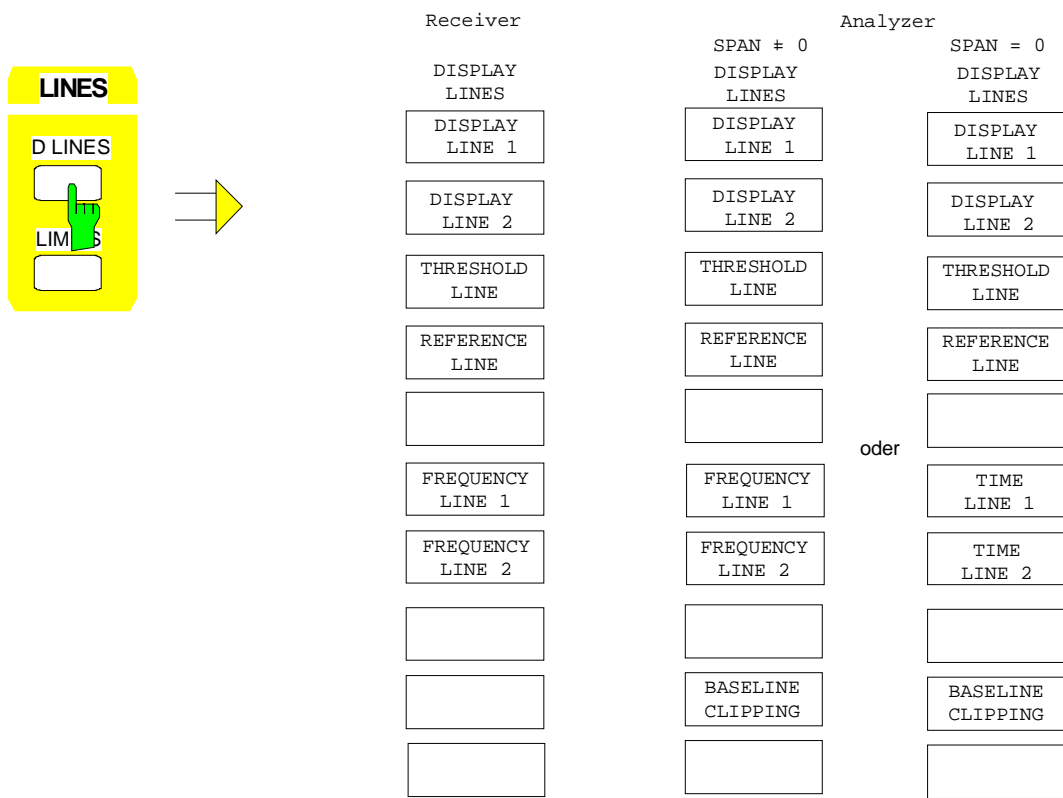 Receiver
Analyzer
SPAN ≠ 0
SPAN = 0
LINES
D LINES
LIMITS
DISPLAY
LINES
DISPLAY
LINE 1
DISPLAY
LINE 2
THRESHOLD
LINE
REFERENCE
LINE
FREQUENCY
LINE 1
FREQUENCY
LINE 2
DISPLAY
LINES
DISPLAY
LINE 1
DISPLAY
LINE 2
THRESHOLD
LINE
REFERENCE
LINE
FREQUENCY
LINE 1
FREQUENCY
LINE 2
BASELINE
CLIPPING
oder
DISPLAY
LINES
DISPLAY
LINE 1
DISPLAY
LINE 2
THRESHOLD
LINE
REFERENCE
LINE
TIME
LINE 1
TIME
LINE 2
BASELINE
CLIPPING